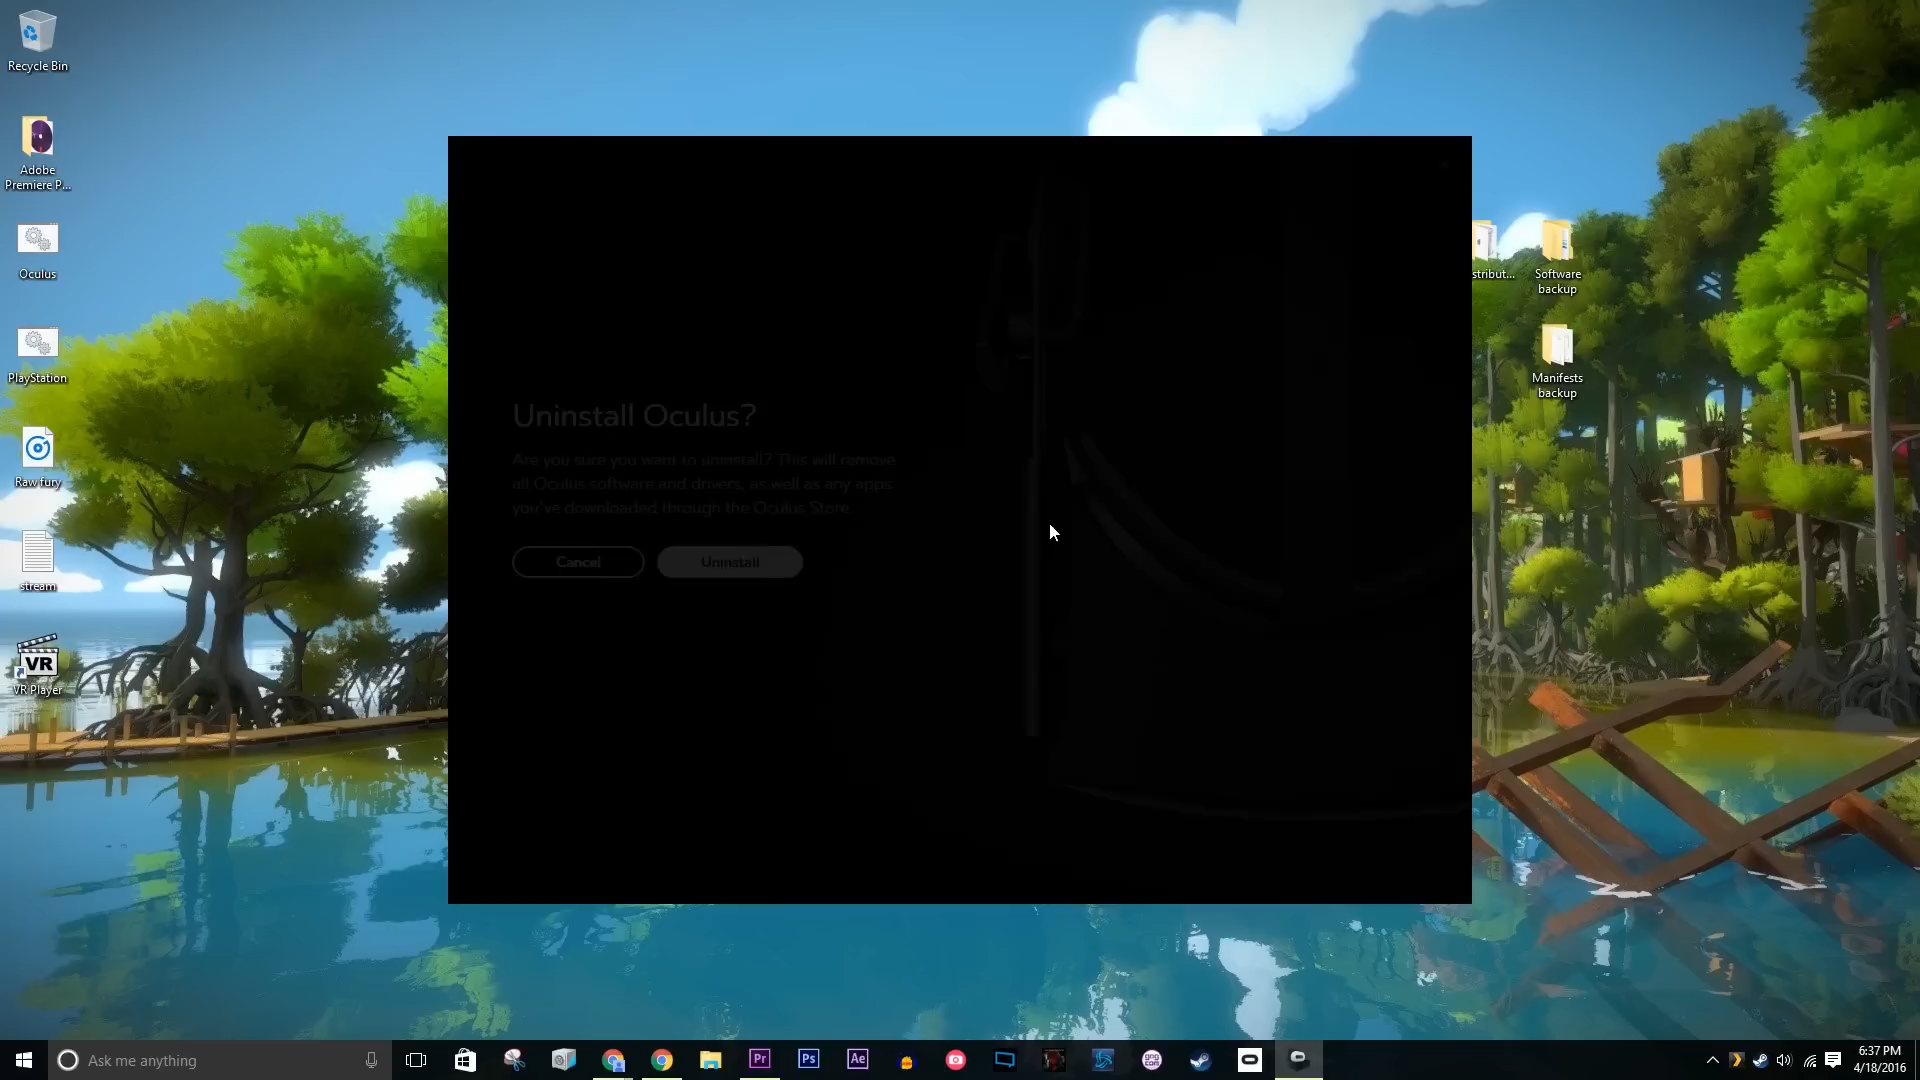 Recycle Bin
Adobe
Premiere P...
Oculus
PlayStation
Raw fury
stream
VR
VR Player
stribut...
Software
backup
Manifests
backup
Uninstall Oculus?
Are you sure you want to uninstall? This will remove
all Oculus software and drivers, as well as any apps
you've downloaded through the Oculus Store.
Cancel
Uninstall
Ask me anything
Pr
Ps
Ae
gog
com
6:37 PM
4/18/2016